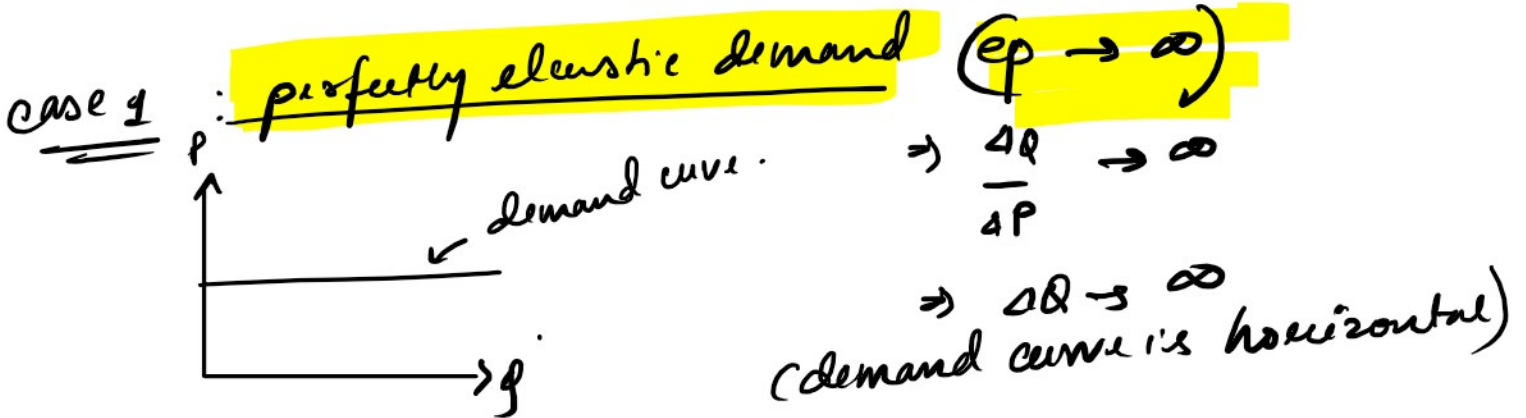 case 1 : perfectly elastic demand (ep → ∞)
P
demand curve.
⇒ ΔQ/ΔP → ∞
⇒ ΔQ → ∞
(demand curve is horizontal)
Q